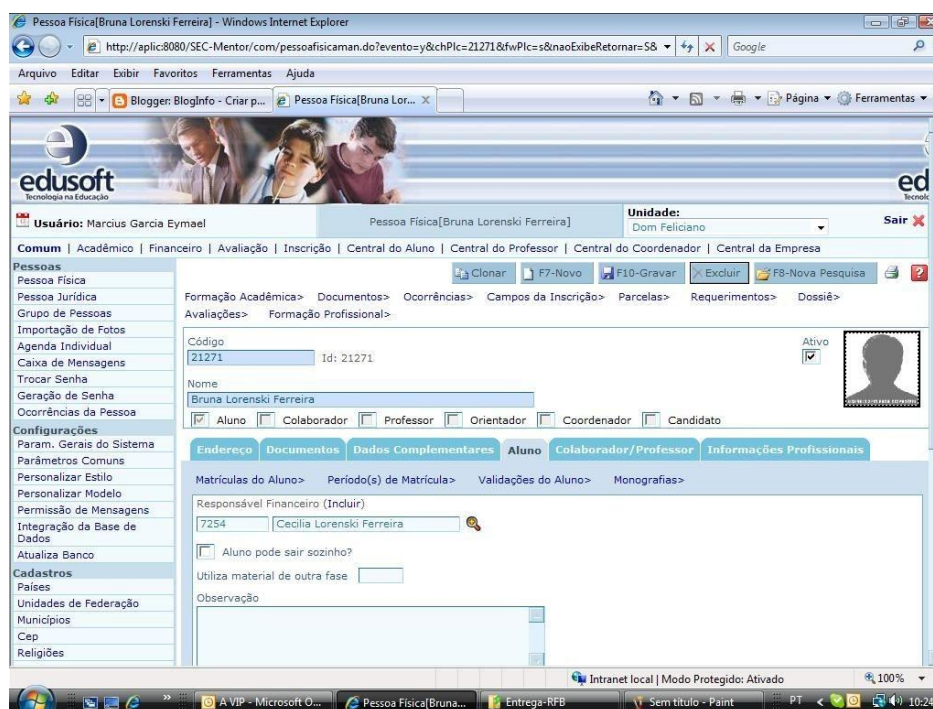 Pessoa Física[Bruna Lorenski Ferreira] - Windows Internet Explorer
http://aplic:8080/SEC-Mentor/com/pessoafisicaman.do?evento=y&chPlc=21271&fwPlc=s&naoExibeRetornar=S&
Google
Arquivo Editar Exibir Favoritos Ferramentas Ajuda
Blogger: BlogInfo - Criar p...
Pessoa Física[Bruna Lor...
Página
Ferramentas
edusoft
Tecnologia na Educação
ed
Tecnolo
Usuário: Marcius Garcia Eymael
Pessoa Física[Bruna Lorenski Ferreira]
Unidade:
Dom Feliciano
Sair
Comum | Acadêmico | Financeiro | Avaliação | Inscrição | Central do Aluno | Central do Professor | Central do Coordenador | Central da Empresa
Pessoas
Pessoa Física
Pessoa Jurídica
Grupo de Pessoas
Importação de Fotos
Agenda Individual
Caixa de Mensagens
Trocar Senha
Geração de Senha
Ocorrências da Pessoa
Configurações
Param. Gerais do Sistema
Parâmetros Comuns
Personalizar Estilo
Personalizar Modelo
Permissão de Mensagens
Integração da Base de
Dados
Atualiza Banco
Cadastros
Países
Unidades de Federação
Municípios
Cep
Religiões
Clonar F7-Novo F10-Gravar Excluir F8-Nova Pesquisa
Formação Acadêmica> Documentos> Ocorrências> Campos da Inscrição> Parcelas> Requerimentos> Dossiê>
Avaliações> Formação Profissional>
Código
Ativo
21271 Id: 21271
Nome
Bruna Lorenski Ferreira
Aluno Colaborador Professor Orientador Coordenador Candidato
Endereço Documentos Dados Complementares Aluno Colaborador/Professor Informações Profissionais
Matrículas do Aluno> Período(s) de Matrícula> Validações do Aluno> Monografias>
Responsável Financeiro (Incluir)
7254 Cecilia Lorenski Ferreira
Aluno pode sair sozinho?
Utiliza material de outra fase
Observação
Intranet local | Modo Protegido: Ativado
100%
A VIP - Microsoft O...
Pessoa Física[Bruna...
Entrega-RFB
Sem título - Paint
PT
10:24